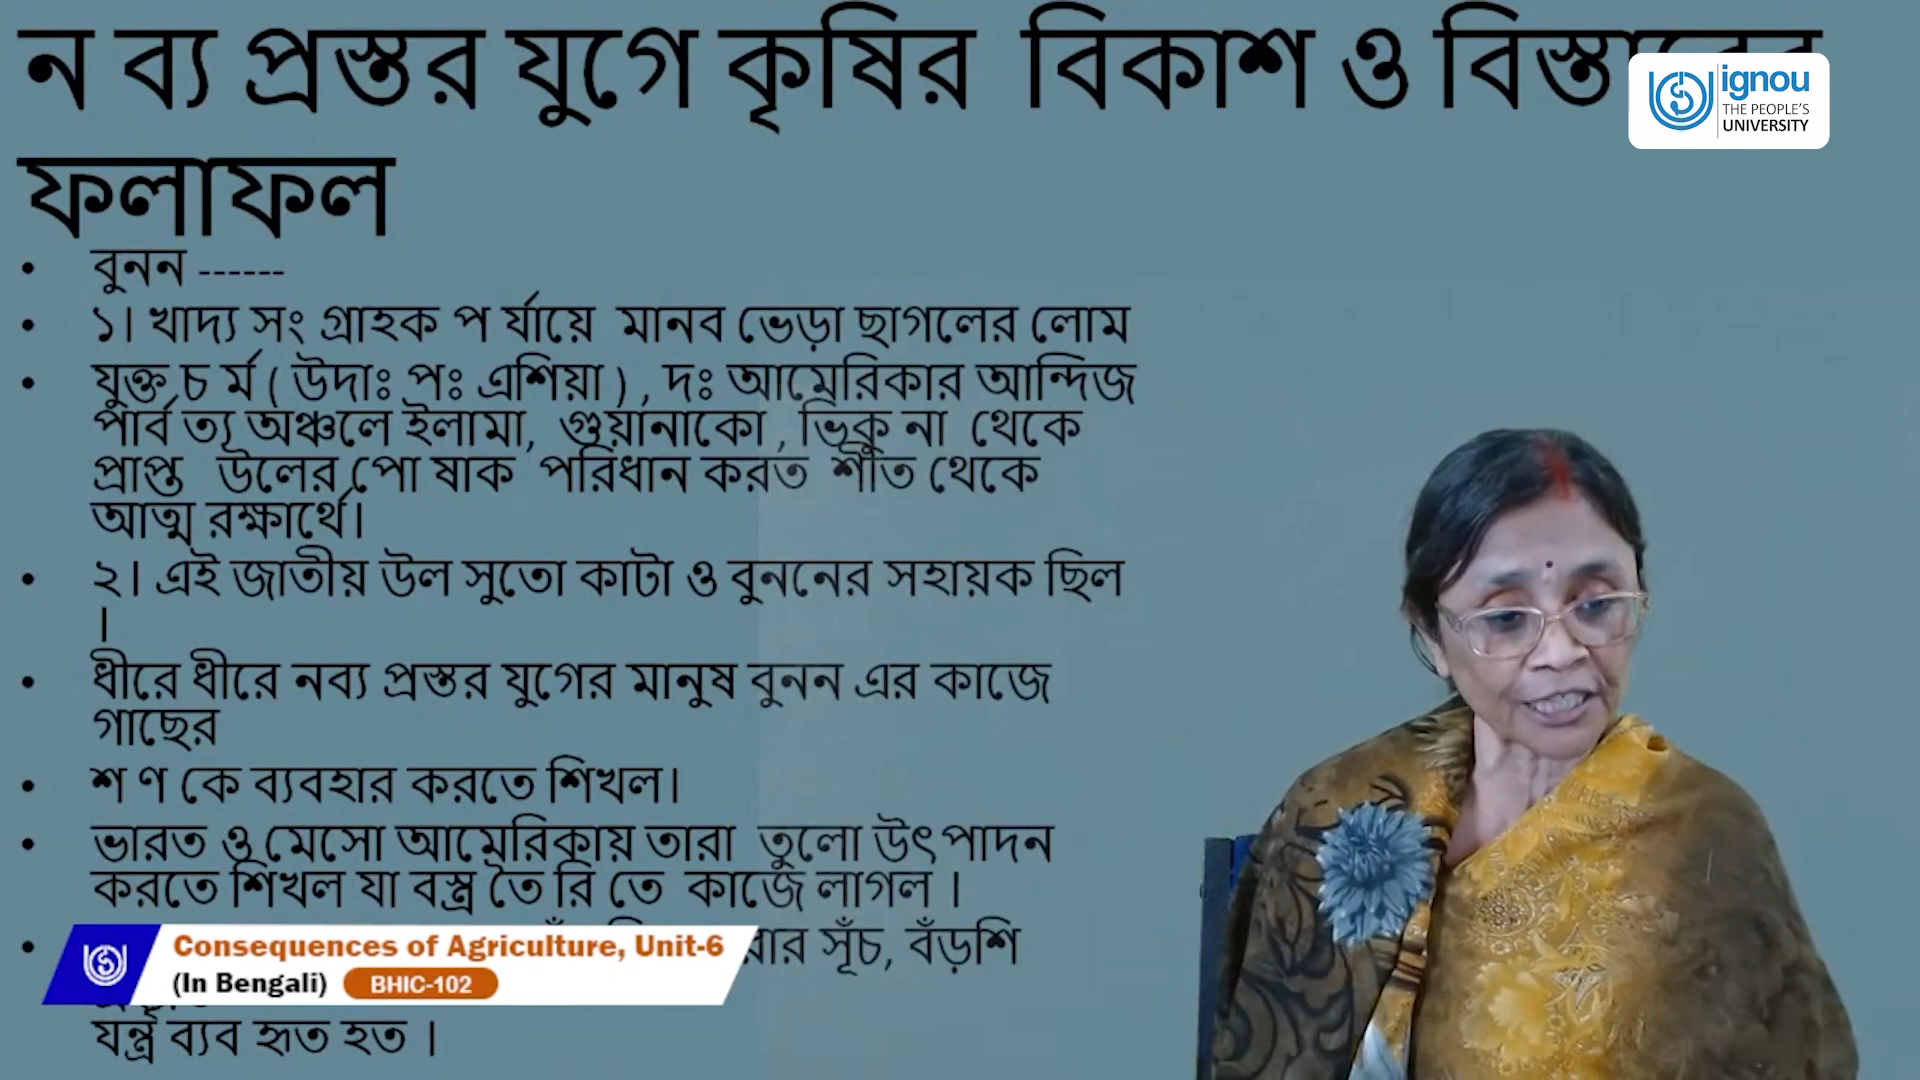 ন ব্য প্রস্তর যুগে কৃষির বিকাশ ও
ফলাফল
ignou
THE PEOPLE'S
UNIVERSITY
• বুনন ------
• ১। খাদ্য সং গ্রাহক প র্যায়ে মানব ভেড়া ছাগলের লোম
• যুক্ত চ র্ম ( উদাঃ পঃ এশিয়া ) , দঃ আমেরিকার আন্দিজ
পার্ব ত্য অঞ্চলে ইলামা, গুয়ানাকো , ভিকু না থেকে
প্রাপ্ত উলের পো ষাক পরিধান করত শীত থেকে
আত্ম রক্ষার্থে।
• ২। এই জাতীয় উল সুতো কাটা ও বুননের সহায়ক ছিল
।
• ধীরে ধীরে নব্য প্রস্তর যুগের মানুষ বুনন এর কাজে
গাছের
• শ ণ কে ব্যবহার করতে শিখল।
• ভারত ও মেসো আমেরিকায় তারা তুলো উৎ পাদন
করতে শিখল যা বস্ত্র তৈ রি তে কাজে লাগল ।
• সূঁচ, বঁড়শি
যন্ত্র ব্যব হৃত হত ।
Consequences of Agriculture, Unit-6
(In Bengali) BHIC-102